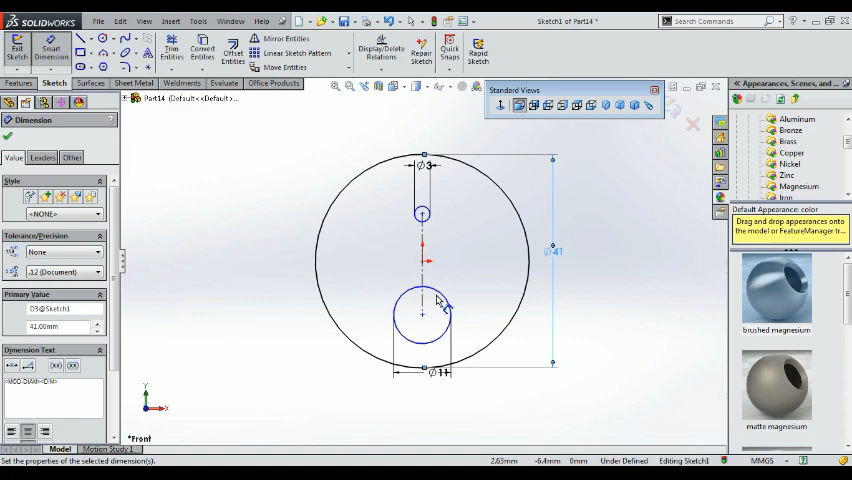 SOLIDWORKS File Edit View Insert Tools Window Help Sketch1 of Part14 * Search Commands
Exit Sketch Smart Dimension Trim Entities Convert Entities Offset Entities Mirror Entities Display/Delete Relations Repair Sketch Quick Snaps Rapid Sketch
Linear Sketch Pattern
Move Entities
Features Sketch Surfaces Sheet Metal Weldments Evaluate Office Products
Appearances, Scenes, and...
Standard Views
Part14 (Default<<Default>...
Dimension
Value Leaders Other
Style
<NONE>
Tolerance/Precision
None
.12 (Document)
Primary Value
D3@Sketch1
41.00mm
Dimension Text
<MOD-DIAM><DIM>
Ø3
Ø41
Ø11
Y
X
*Front
Aluminum
Bronze
Brass
Copper
Nickel
Zinc
Magnesium
Iron
Default Appearance: color
Drag and drop appearances onto
the model or FeatureManager tr...
brushed magnesium
matte magnesium
Model Motion Study 1
Set the properties of the selected dimension(s). 2.63mm -6.4mm 0mm Under Defined Editing Sketch1 MMGS